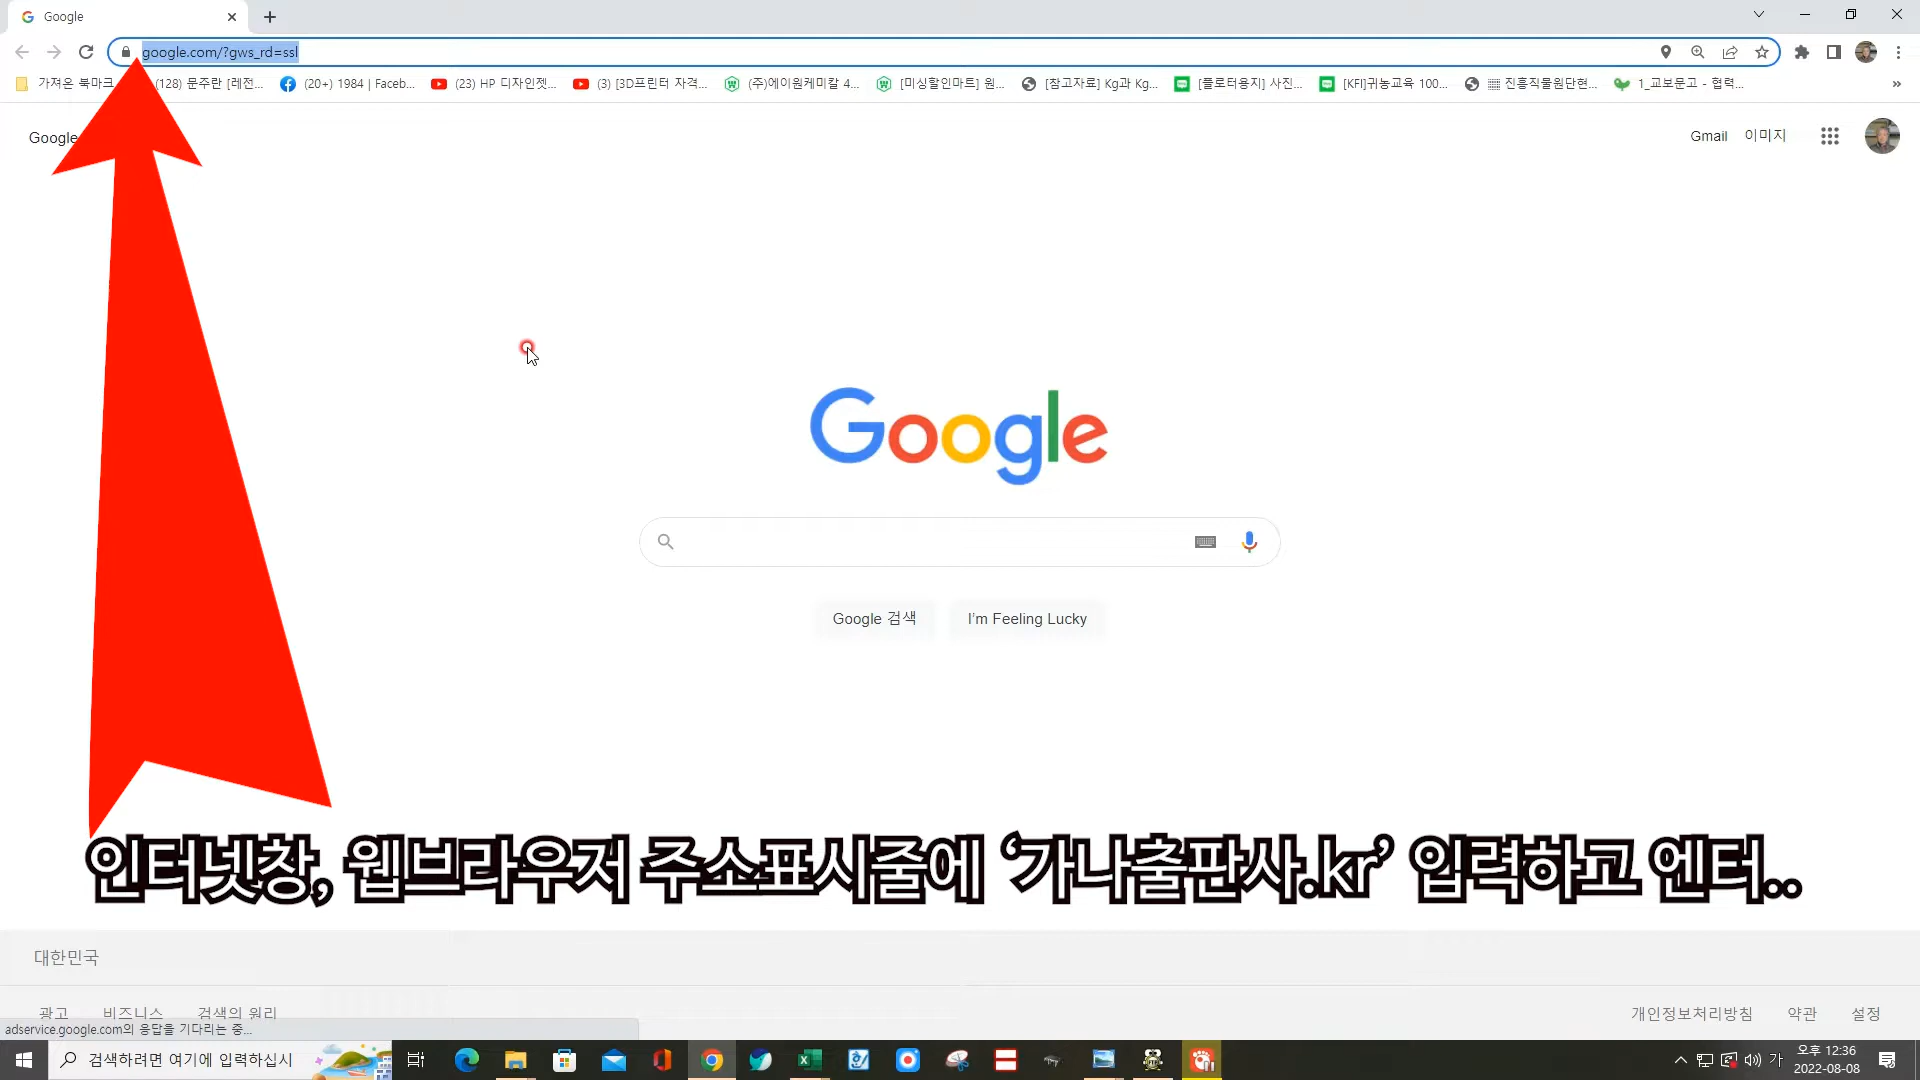 Google
google.com/?gws_rd=ssl
가져온 북마크
(128) 문주란 [레전...
(20+) 1984 | Faceb...
(23) HP 디자인젯...
(3) [3D프린터 자격...
(주)에이원케미칼 4...
[미싱할인마트] 원...
[참고자료] Kg과 Kg...
[플로터용지] 사진...
[KFI]귀농교육 100...
진흥직물원단현...
1_교보문고 - 협력...
Google
Gmail 이미지
Google
Google 검색
I'm Feeling Lucky
인터넷창, 웹브라우저 주소표시줄에 ‘가나출판사.kr’ 입력하고 엔터..
대한민국
광고 비즈니스 검색의 원리
개인정보처리방침 약관 설정
adservice.google.com의 응답을 기다리는 중...
검색하려면 여기에 입력하십시
가
오후 12:36
2022-08-08